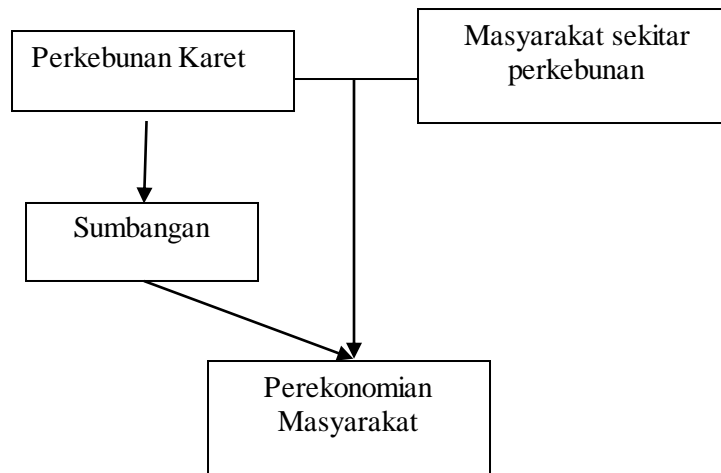 Perkebunan Karet
Masyarakat sekitar
perkebunan
Sumbangan
Perekonomian
Masyarakat